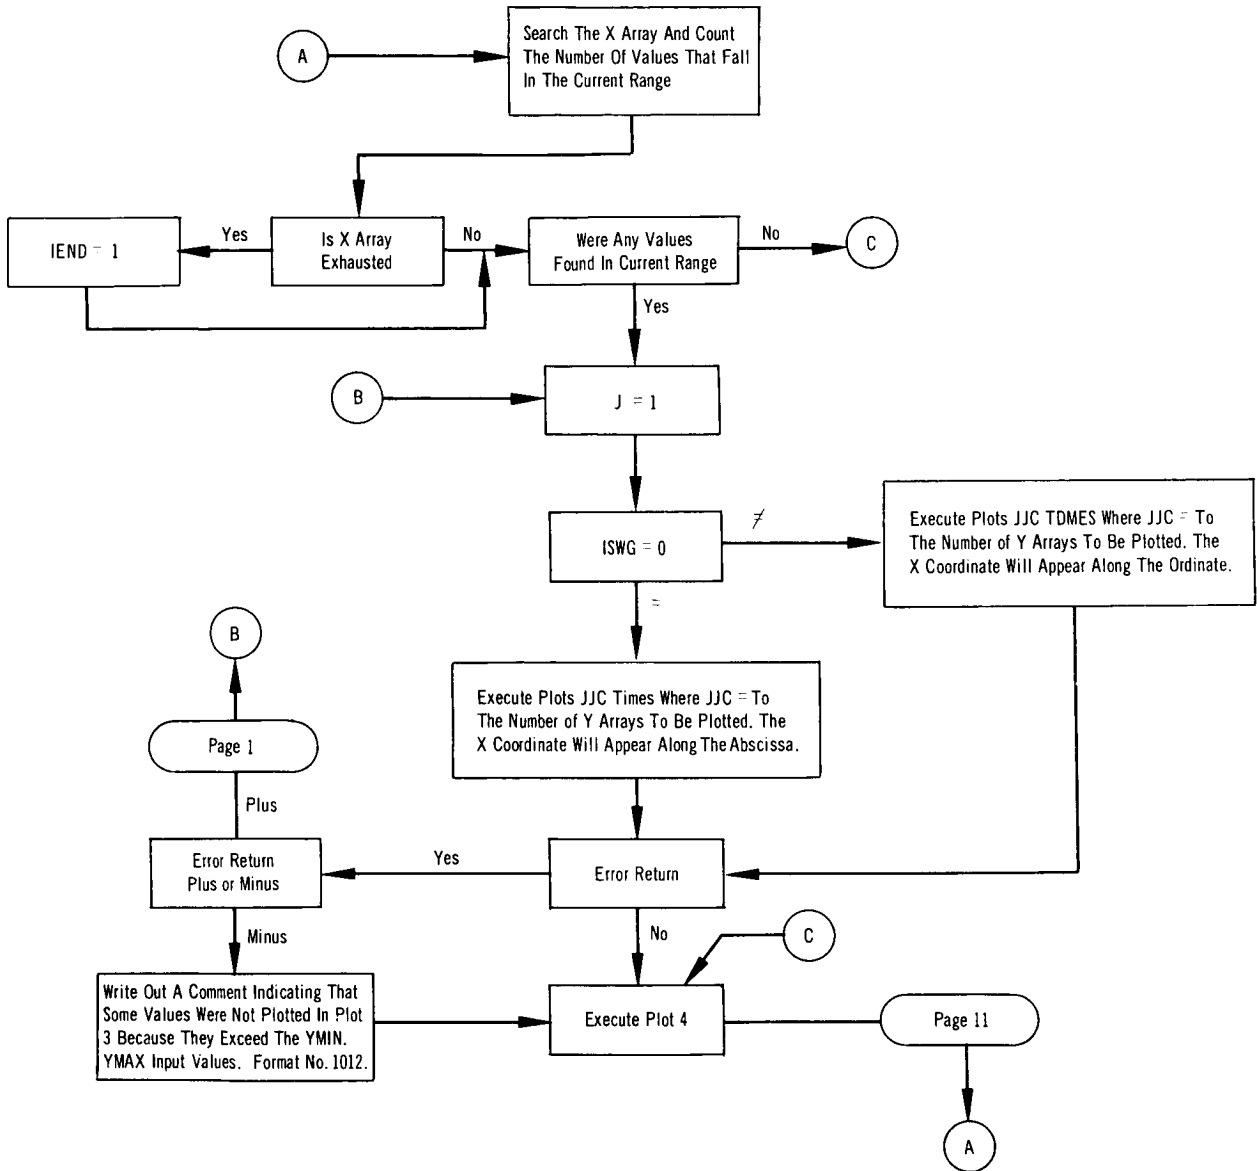 A
Search The X Array And Count
The Number Of Values That Fall
In The Current Range
IEND = 1
Yes
Is X Array
Exhausted
No
Were Any Values
Found In Current Range
No
C
Yes
B
J = 1
ISWG = 0
≠
Execute Plots JJC TDMES Where JJC = To
The Number of Y Arrays To Be Plotted. The
X Coordinate Will Appear Along The Ordinate.
=
B
Execute Plots JJC Times Where JJC = To
The Number of Y Arrays To Be Plotted. The
X Coordinate Will Appear Along The Abscissa.
Page 1
Plus
Error Return
Plus or Minus
Yes
Error Return
Minus
No
C
Write Out A Comment Indicating That
Some Values Were Not Plotted In Plot
3 Because They Exceed The YMIN.
YMAX Input Values. Format No. 1012.
Execute Plot 4
Page 11
A